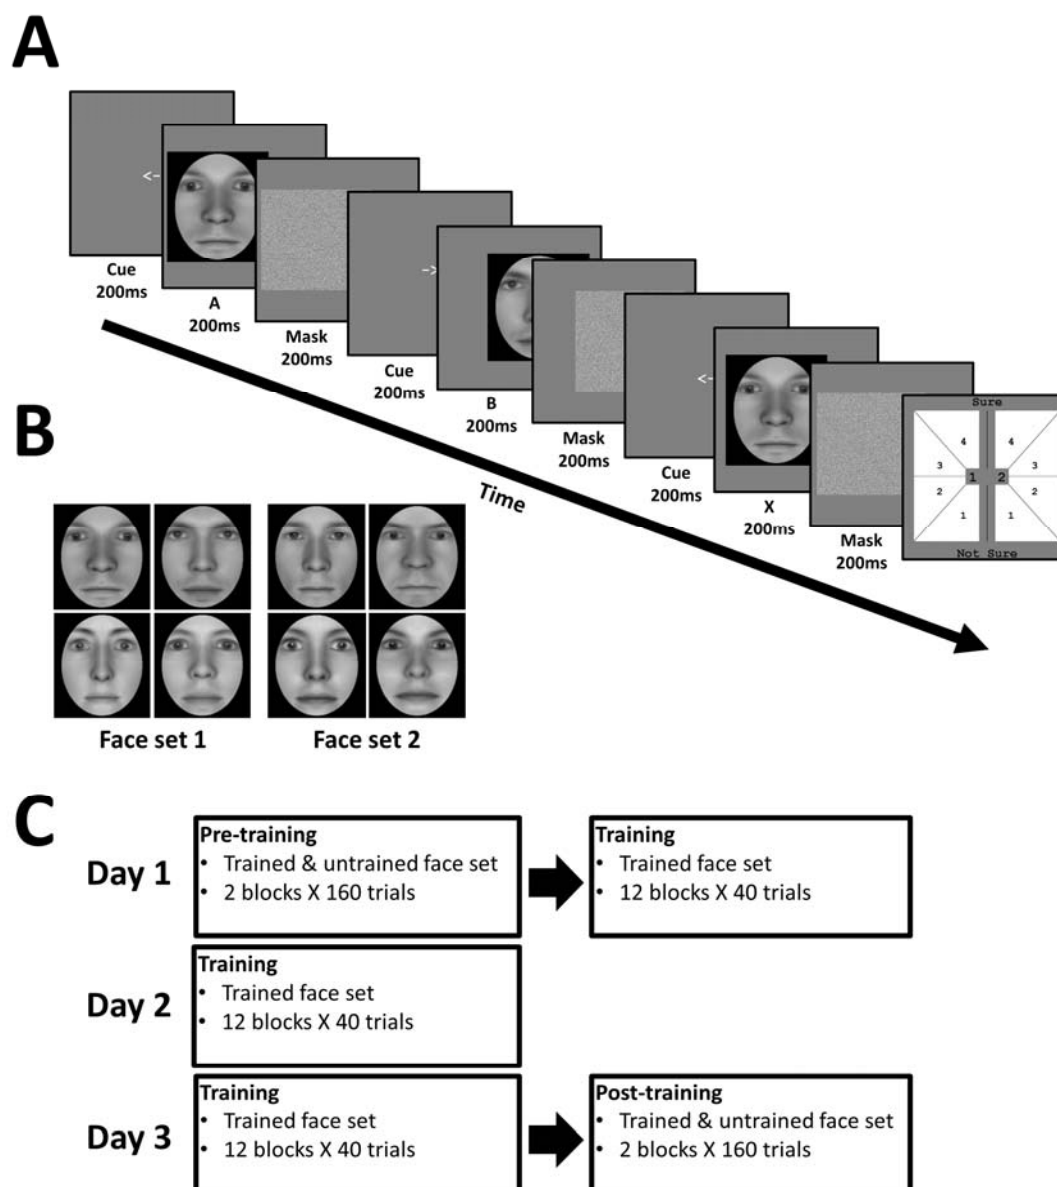 A
<-
Cue
200ms
A
200ms
Mask
200ms
->
Cue
200ms
B
200ms
Mask
200ms
<-
Cue
200ms
X
200ms
Mask
200ms
Sure
4 4
3 3
1 2
2 2
1 1
Not Sure
Time
B
Face set 1 Face set 2
C
Day 1
Pre-training
• Trained & untrained face set
• 2 blocks X 160 trials
Training
• Trained face set
• 12 blocks X 40 trials
Day 2
Training
• Trained face set
• 12 blocks X 40 trials
Day 3
Training
• Trained face set
• 12 blocks X 40 trials
Post-training
• Trained & untrained face set
• 2 blocks X 160 trials